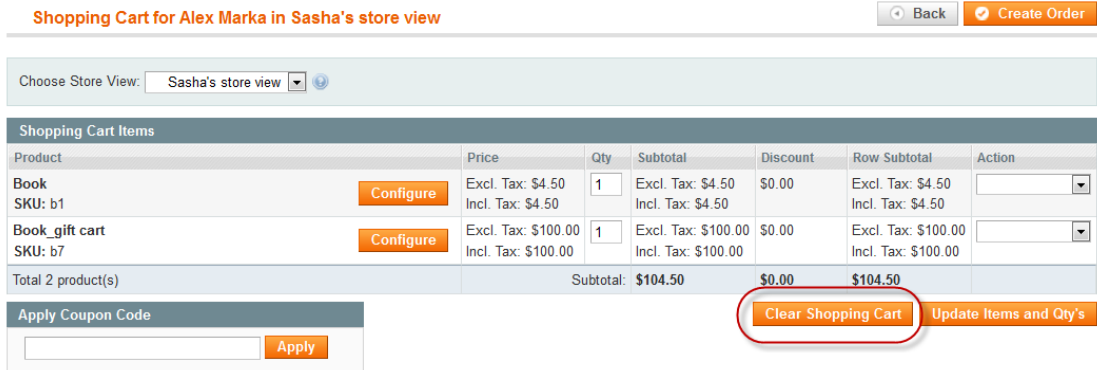 Shopping Cart for Alex Marka in Sasha's store view
Back
Create Order
Choose Store View:
Sasha's store view
Shopping Cart Items
Product Price Qty Subtotal Discount Row Subtotal Action
Book Configure Excl. Tax: $4.50 1 Excl. Tax: $4.50 $0.00 Excl. Tax: $4.50
SKU: b1 Incl. Tax: $4.50 Incl. Tax: $4.50 Incl. Tax: $4.50
Book_gift cart Configure Excl. Tax: $100.00 1 Excl. Tax: $100.00 $0.00 Excl. Tax: $100.00
SKU: b7 Incl. Tax: $100.00 Incl. Tax: $100.00 Incl. Tax: $100.00
Total 2 product(s) Subtotal: $104.50 $0.00 $104.50
Apply Coupon Code
Clear Shopping Cart
Update Items and Qty's
Apply